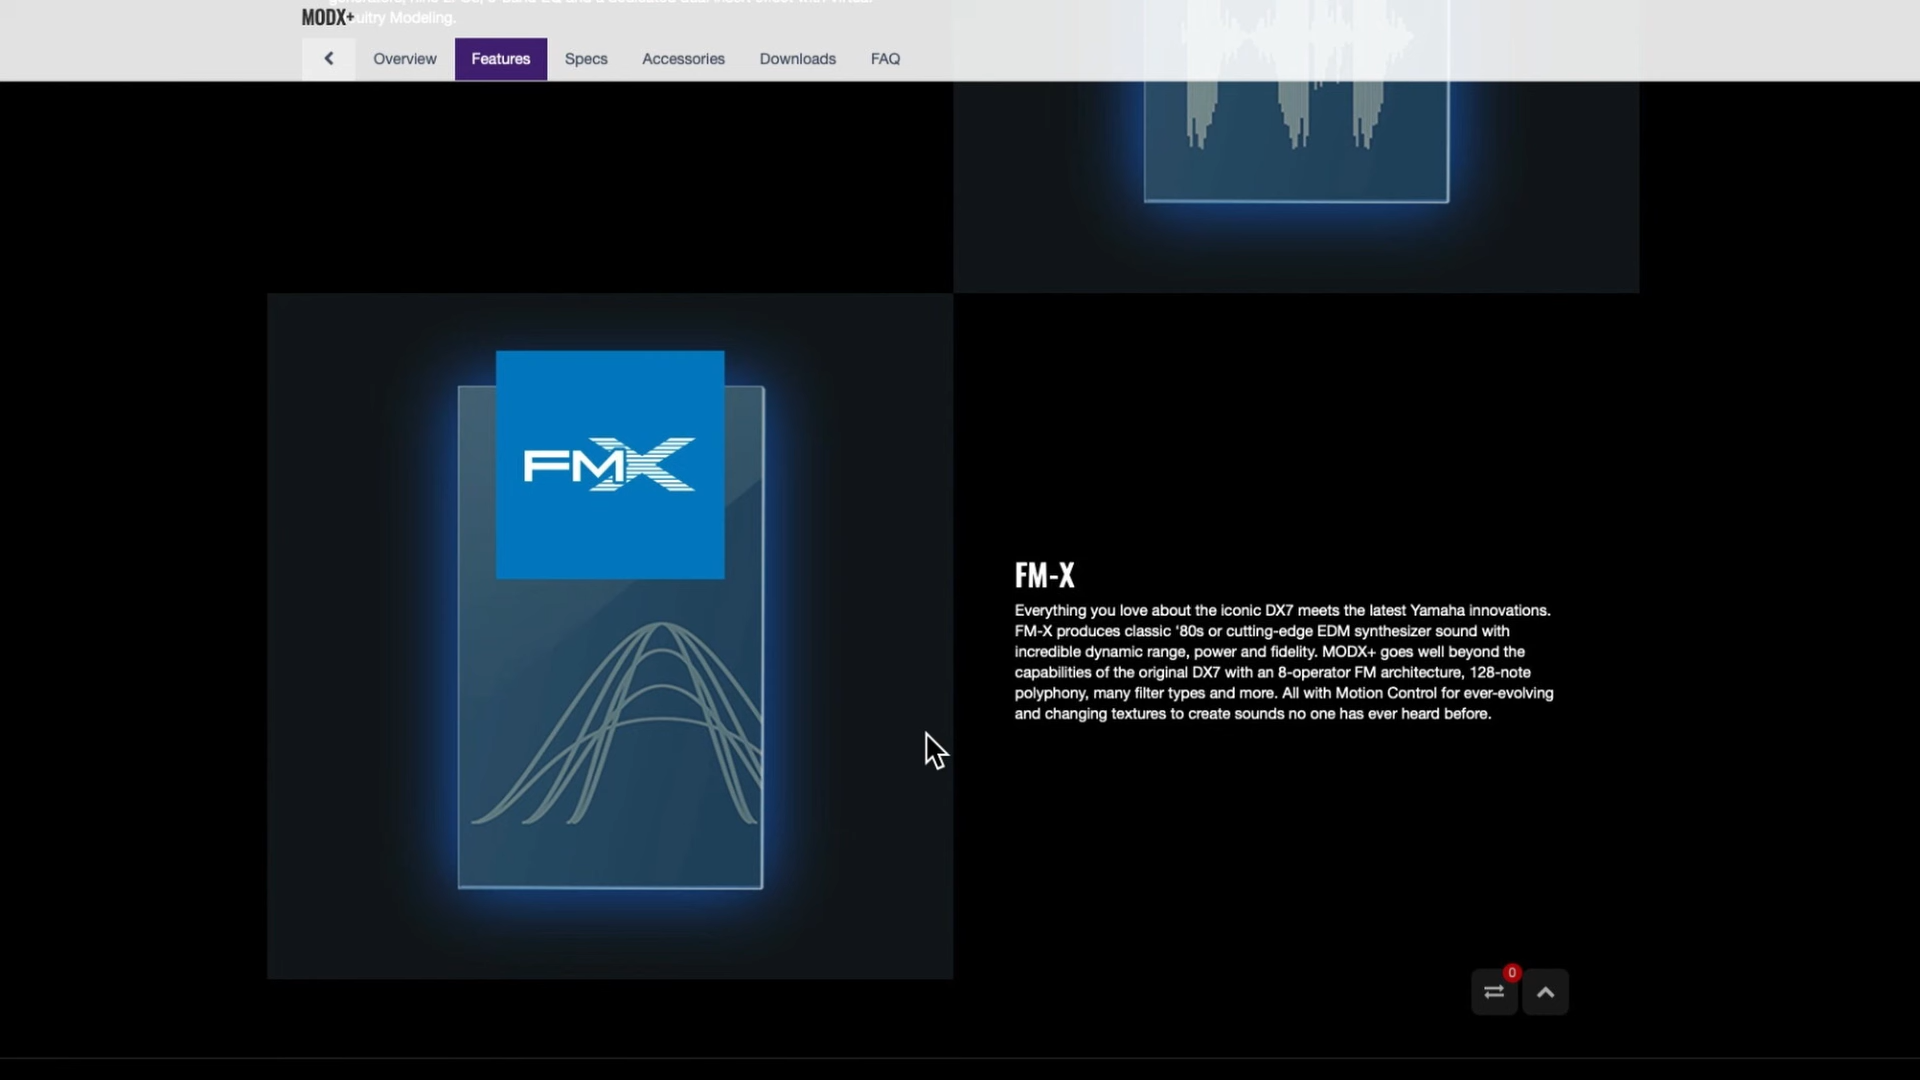 MODX+
ultry Modeling.
Overview
Features
Specs
Accessories
Downloads
FAQ
FMX
FM-X
Everything you love about the iconic DX7 meets the latest Yamaha innovations.
FM-X produces classic ‘80s or cutting-edge EDM synthesizer sound with
incredible dynamic range, power and fidelity. MODX+ goes well beyond the
capabilities of the original DX7 with an 8-operator FM architecture, 128-note
polyphony, many filter types and more. All with Motion Control for ever-evolving
and changing textures to create sounds no one has ever heard before.
0